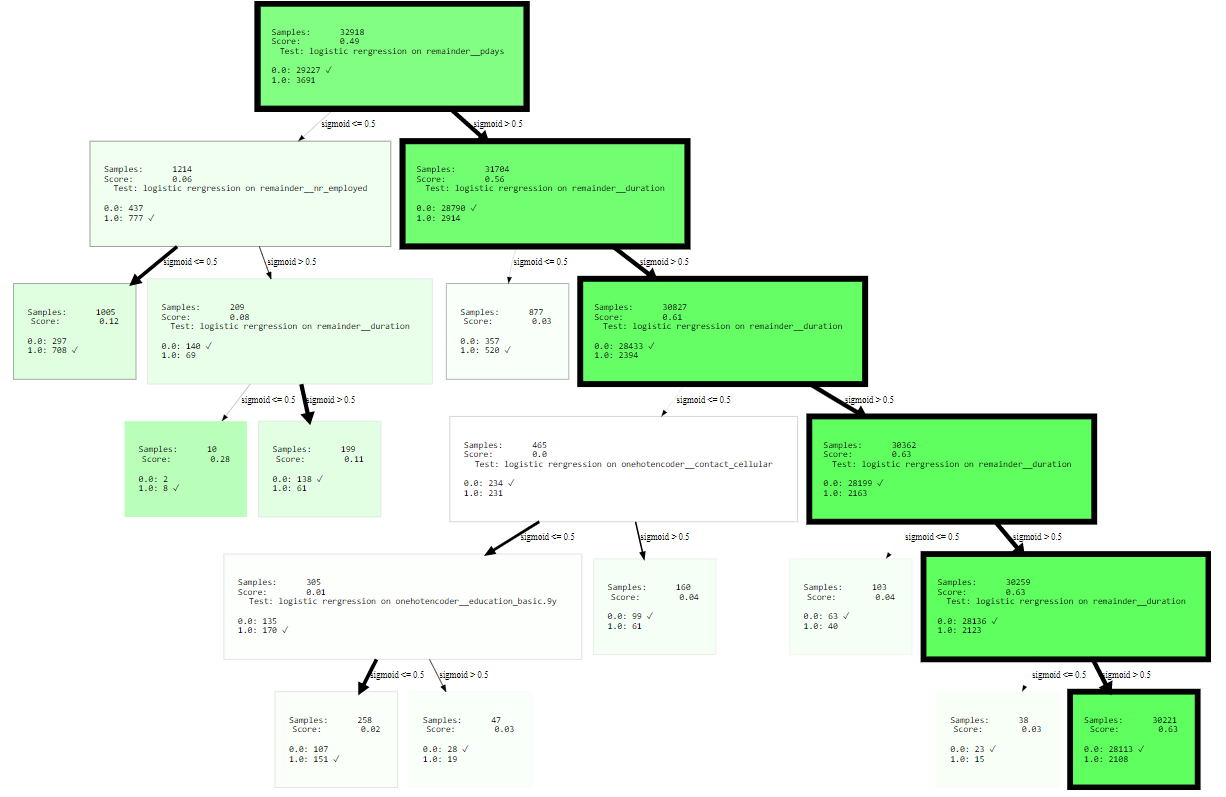 Samples: 32918
Score: 0.49
Test: logistic rergression on remainder__pdays
0.0: 29227 ✓
1.0: 3691
sigmoid <= 0.5
sigmoid > 0.5
Samples: 1214
Score: 0.06
Test: logistic rergression on remainder__nr_employed
0.0: 437
1.0: 777 ✓
Samples: 31704
Score: 0.56
Test: logistic rergression on remainder__duration
0.0: 28790 ✓
1.0: 2914
sigmoid <= 0.5
sigmoid > 0.5
sigmoid <= 0.5
sigmoid > 0.5
Samples: 1005
Score: 0.12
0.0: 297
1.0: 708 ✓
Samples: 209
Score: 0.08
Test: logistic rergression on remainder__duration
0.0: 140 ✓
1.0: 69
Samples: 877
Score: 0.03
0.0: 357
1.0: 520 ✓
Samples: 30827
Score: 0.61
Test: logistic rergression on remainder__duration
0.0: 28433 ✓
1.0: 2394
sigmoid <= 0.5
sigmoid > 0.5
sigmoid <= 0.5
sigmoid > 0.5
Samples: 10
Score: 0.28
0.0: 2
1.0: 8 ✓
Samples: 199
Score: 0.11
0.0: 138 ✓
1.0: 61
Samples: 465
Score: 0.0
Test: logistic rergression on onehotencoder__contact_cellular
0.0: 234 ✓
1.0: 231
Samples: 30362
Score: 0.63
Test: logistic rergression on remainder__duration
0.0: 28199 ✓
1.0: 2163
sigmoid <= 0.5
sigmoid > 0.5
sigmoid <= 0.5
sigmoid > 0.5
Samples: 305
Score: 0.01
Test: logistic rergression on onehotencoder__education_basic.9y
0.0: 135
1.0: 170 ✓
Samples: 160
Score: 0.04
0.0: 99 ✓
1.0: 61
Samples: 103
Score: 0.04
0.0: 63 ✓
1.0: 40
Samples: 30259
Score: 0.63
Test: logistic rergression on remainder__duration
0.0: 28136 ✓
1.0: 2123
sigmoid <= 0.5
sigmoid > 0.5
sigmoid <= 0.5
sigmoid > 0.5
Samples: 258
Score: 0.02
0.0: 107
1.0: 151 ✓
Samples: 47
Score: 0.03
0.0: 28 ✓
1.0: 19
Samples: 38
Score: 0.03
0.0: 23 ✓
1.0: 15
Samples: 30221
Score: 0.63
0.0: 28113 ✓
1.0: 2108